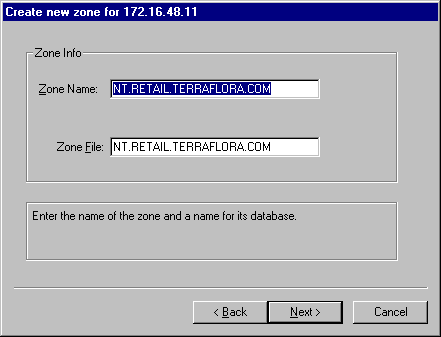 Create new zone for 172.16.48.11
Zone Info
Zone Name: NT.RETAIL.TERRAFLORA.COM
Zone File: NT.RETAIL.TERRAFLORA.COM
Enter the name of the zone and a name for its database.
< Back Next > Cancel